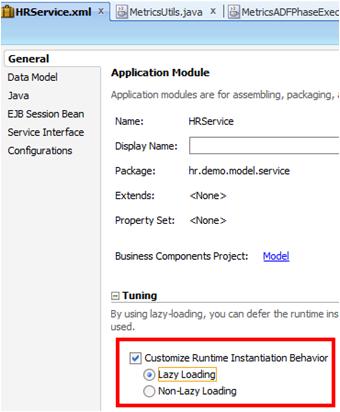 HRService.xml x MetricsUtils.java x MetricsADFPhaseExec
General
Data Model
Java
EJB Session Bean
Service Interface
Configurations
Application Module
Application modules are for assembling, packaging, a
Name: HRService
Display Name:
Package: hr.demo.model.service
Extends: <None>
Property Set: <None>
Business Components Project: Model
Tuning
By using lazy-loading, you can defer the runtime ins
used.
Customize Runtime Instantiation Behavior
Lazy Loading
Non-Lazy Loading